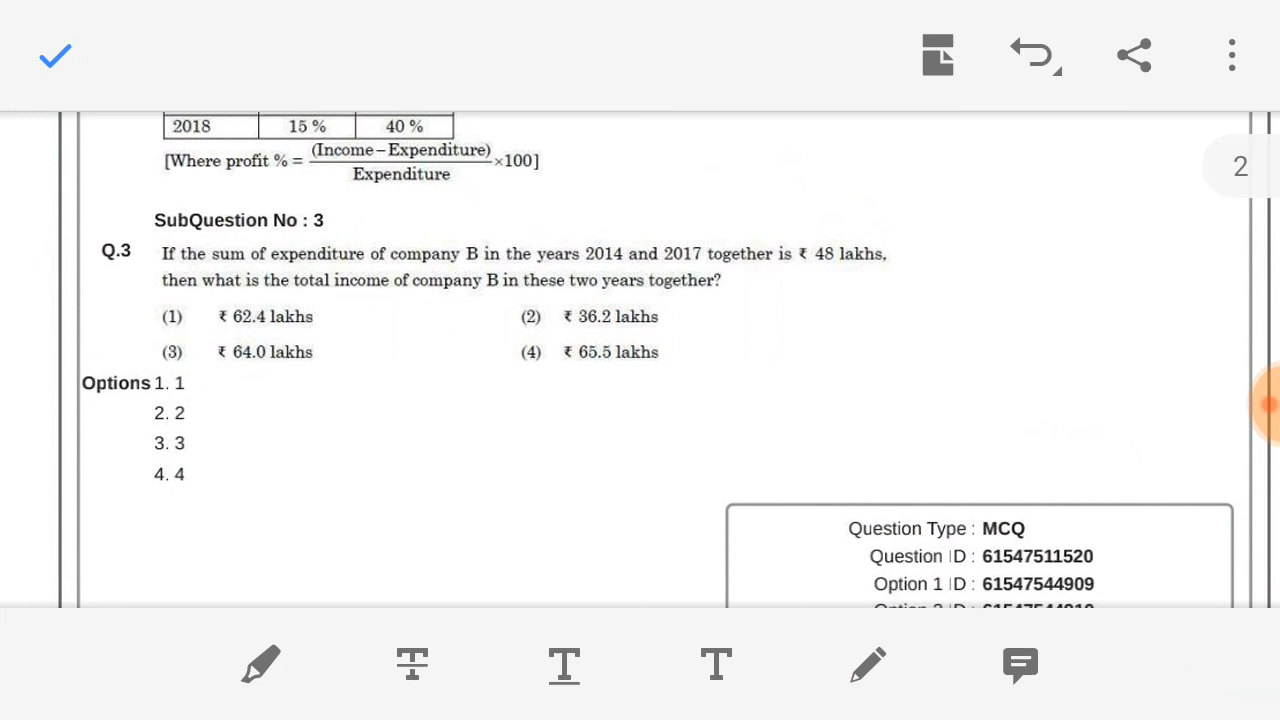 2018 15 % 40 %
[Where profit % = (Income – Expenditure) / Expenditure ×100]
2
SubQuestion No : 3
Q.3 If the sum of expenditure of company B in the years 2014 and 2017 together is ₹ 48 lakhs,
then what is the total income of company B in these two years together?
(1) ₹ 62.4 lakhs (2) ₹ 36.2 lakhs
(3) ₹ 64.0 lakhs (4) ₹ 65.5 lakhs
Options 1. 1
2. 2
3. 3
4. 4
Question Type : MCQ
Question ID : 61547511520
Option 1 ID : 61547544909